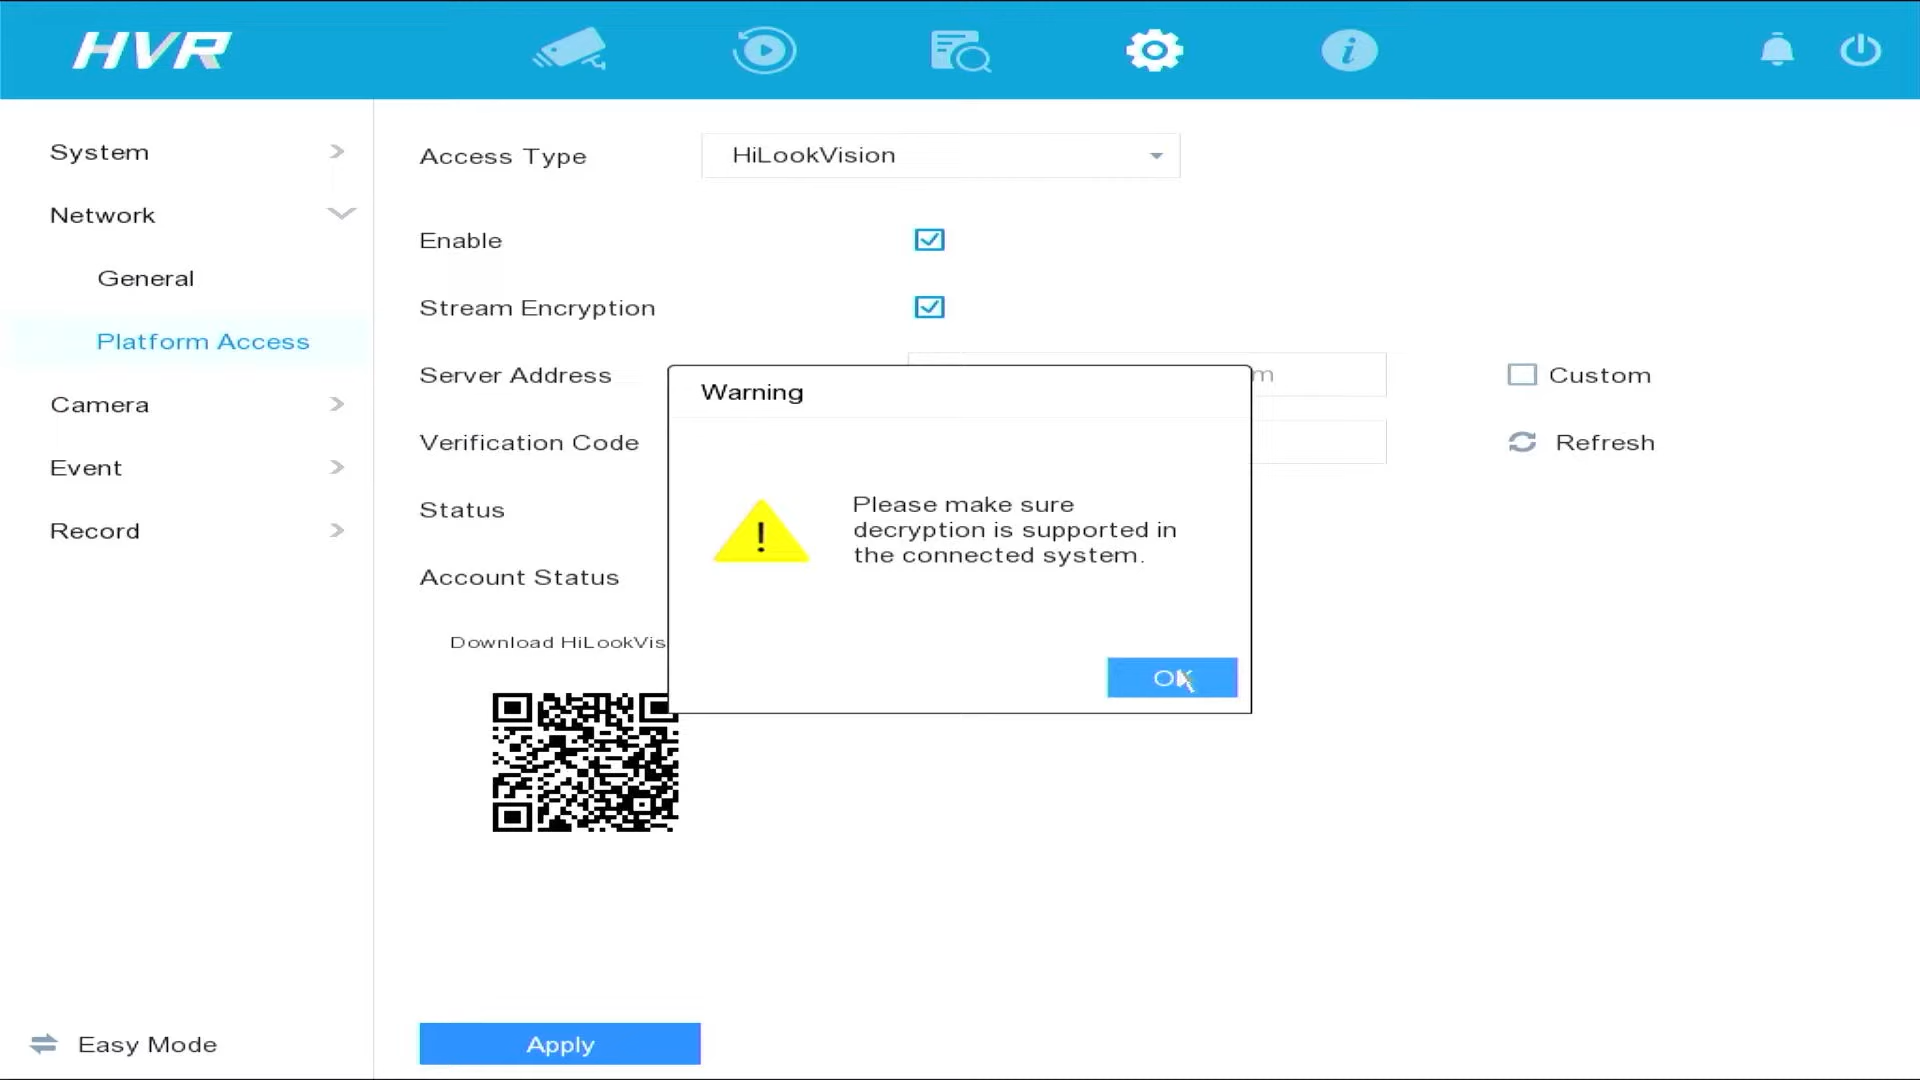 HVR
System
Network
General
Platform Access
Camera
Event
Record
Easy Mode
Access Type
HiLookVision
Enable
Stream Encryption
Server Address
m
Custom
Verification Code
Refresh
Status
Account Status
Download HiLookVis
Warning
!
Please make sure
decryption is supported in
the connected system.
OK
Apply